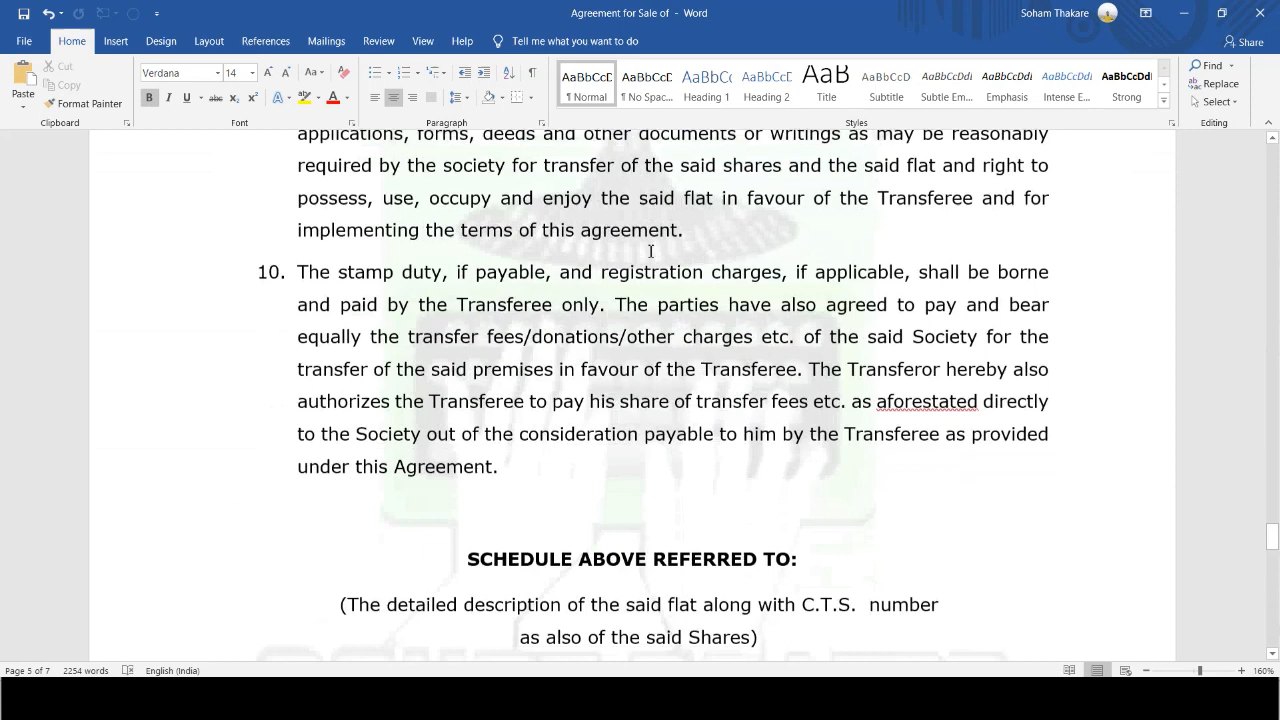 Agreement for Sale of - Word
Soham Thakare
File Home Insert Design Layout References Mailings Review View Help Tell me what you want to do
Share
Paste
Cut
Copy
Format Painter
Clipboard
Verdana 14
Font
Paragraph
AaBbCcD AaBbCcD AaBbCc AaBbCcD AaB AaBbCcD AaBbCcDd AaBbCcDd AaBbCcDd AaBbCcDd
¶ Normal ¶ No Spac... Heading 1 Heading 2 Title Subtitle Subtle Em... Emphasis Intense E... Strong
Styles
Find
Replace
Select
Editing
applications, forms, deeds and other documents or writings as may be reasonably
required by the society for transfer of the said shares and the said flat and right to
possess, use, occupy and enjoy the said flat in favour of the Transferee and for
implementing the terms of this agreement.
10. The stamp duty, if payable, and registration charges, if applicable, shall be borne
and paid by the Transferee only. The parties have also agreed to pay and bear
equally the transfer fees/donations/other charges etc. of the said Society for the
transfer of the said premises in favour of the Transferee. The Transferor hereby also
authorizes the Transferee to pay his share of transfer fees etc. as aforestated directly
to the Society out of the consideration payable to him by the Transferee as provided
under this Agreement.
SCHEDULE ABOVE REFERRED TO:
(The detailed description of the said flat along with C.T.S. number
as also of the said Shares)
Page 5 of 7 2254 words English (India)
160%